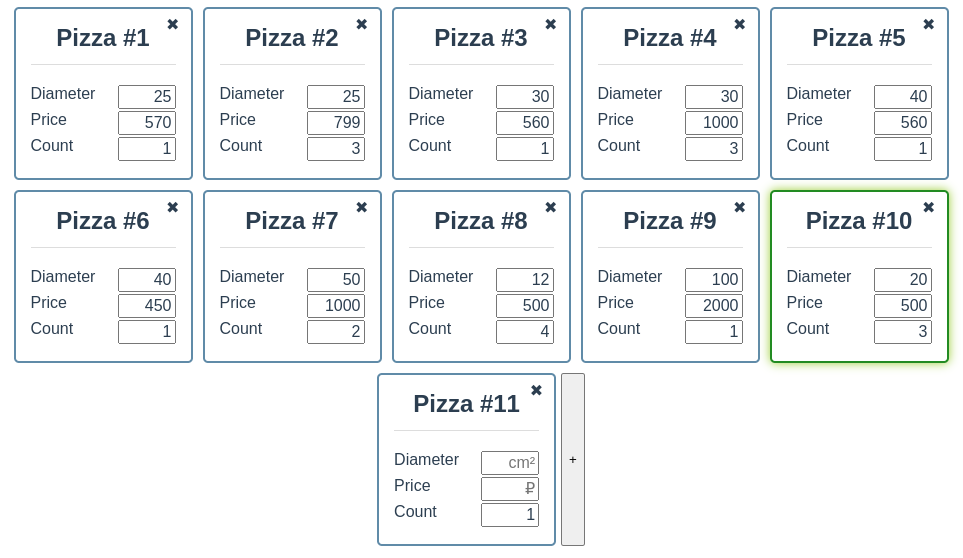 Pizza #1 ✖
Diameter 25
Price 570
Count 1
Pizza #2 ✖
Diameter 25
Price 799
Count 3
Pizza #3 ✖
Diameter 30
Price 560
Count 1
Pizza #4 ✖
Diameter 30
Price 1000
Count 3
Pizza #5 ✖
Diameter 40
Price 560
Count 1
Pizza #6 ✖
Diameter 40
Price 450
Count 1
Pizza #7 ✖
Diameter 50
Price 1000
Count 2
Pizza #8 ✖
Diameter 12
Price 500
Count 4
Pizza #9 ✖
Diameter 100
Price 2000
Count 1
Pizza #10 ✖
Diameter 20
Price 500
Count 3
Pizza #11 ✖
Diameter cm²
Price ₽
Count 1
+